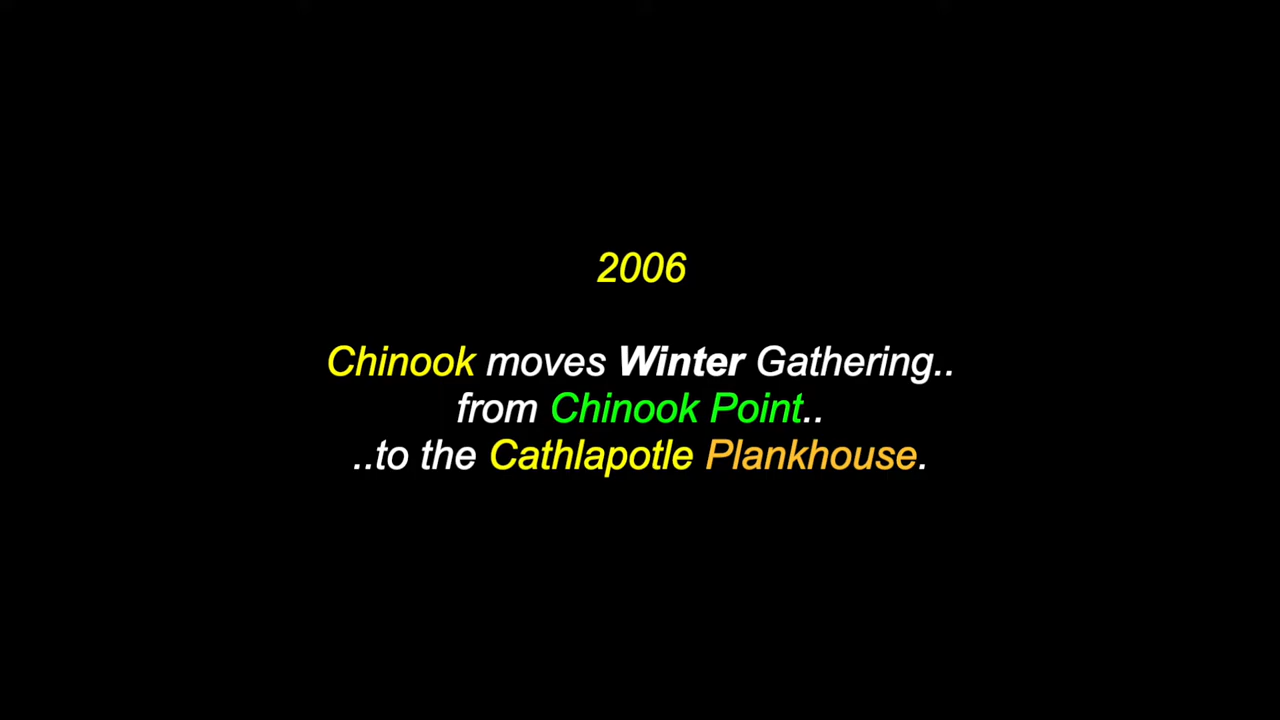 2006
Chinook moves Winter Gathering..
from Chinook Point..
..to the Cathlapotle Plankhouse.